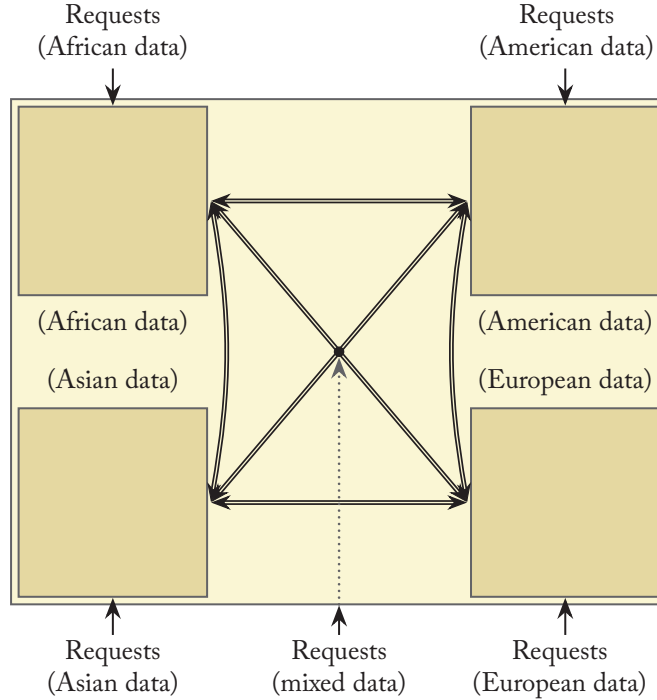 Requests
(African data)
Requests
(American data)
(African data)
(American data)
(Asian data)
(European data)
Requests
(Asian data)
Requests
(mixed data)
Requests
(European data)